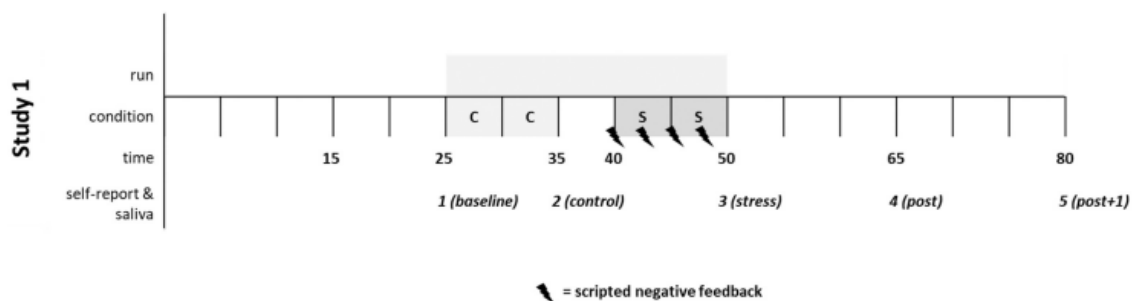 Study 1
run
condition C C S S
time 15 25 35 40 50 65 80
self-report & 1 (baseline) 2 (control) 3 (stress) 4 (post) 5 (post+1)
saliva
= scripted negative feedback